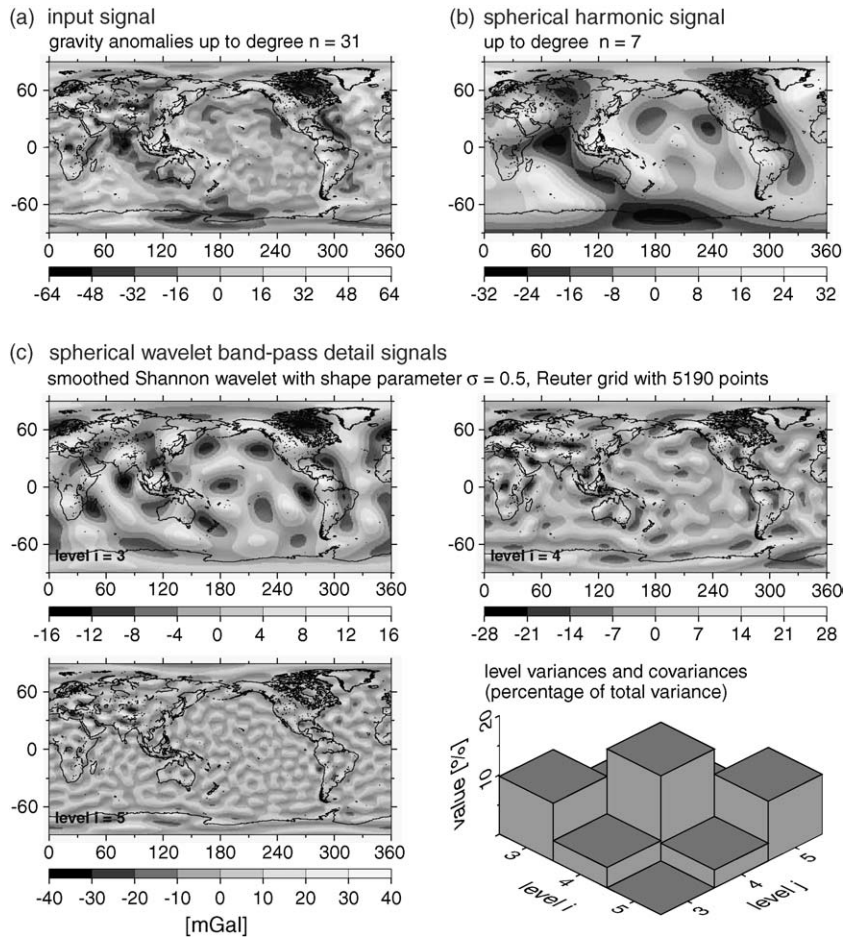 (a) input signal
gravity anomalies up to degree n = 31
60
0
-60
0 60 120 180 240 300 360
-64 -48 -32 -16 0 16 32 48 64
(b) spherical harmonic signal
up to degree n = 7
60
0
-60
0 60 120 180 240 300 360
-32 -24 -16 -8 0 8 16 24 32
(c) spherical wavelet band-pass detail signals
smoothed Shannon wavelet with shape parameter σ = 0.5, Reuter grid with 5190 points
60
0
-60
level i = 3
0 60 120 180 240 300 360
-16 -12 -8 -4 0 4 8 12 16
60
0
-60
level i = 4
0 60 120 180 240 300 360
-28 -21 -14 -7 0 7 14 21 28
60
0
-60
level i = 5
0 60 120 180 240 300 360
-40 -30 -20 -10 0 10 20 30 40
[mGal]
level variances and covariances
(percentage of total variance)
20
10
value [%]
3 4 5
level i
3 4 5
level j